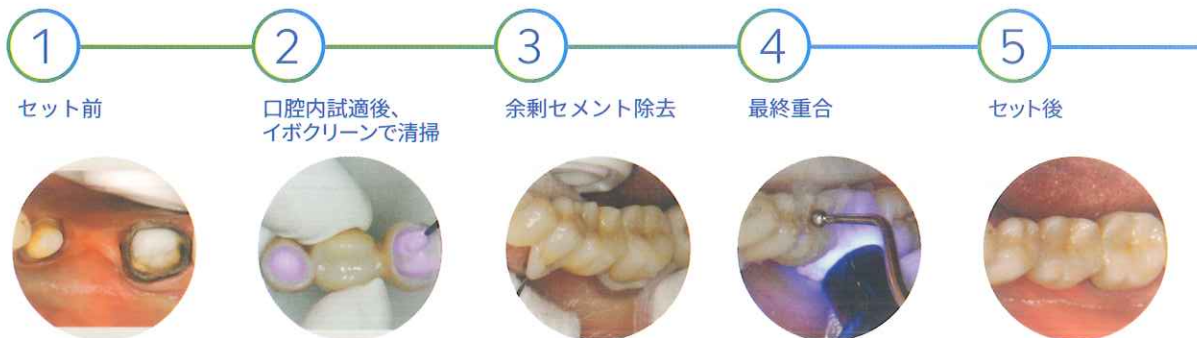 1
セット前
2
口腔内試適後、
イボクリーンで清掃
3
余剰セメント除去
4
最終重合
5
セット後